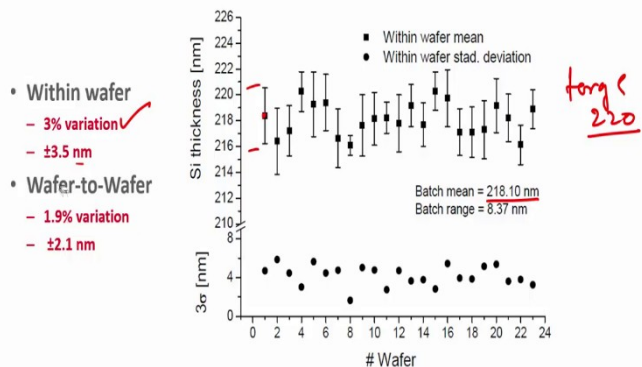 • Within wafer
– 3% variation
– ±3.5 nm
• Wafer-to-Wafer
– 1.9% variation
– ±2.1 nm
Si thickness [nm]
3σ [nm]
226
224
222
220
218
216
214
212
210
8
4
0
■ Within wafer mean
● Within wafer stad. deviation
Batch mean = 218.10 nm
Batch range = 8.37 nm
0 2 4 6 8 10 12 14 16 18 20 22 24
# Wafer
220